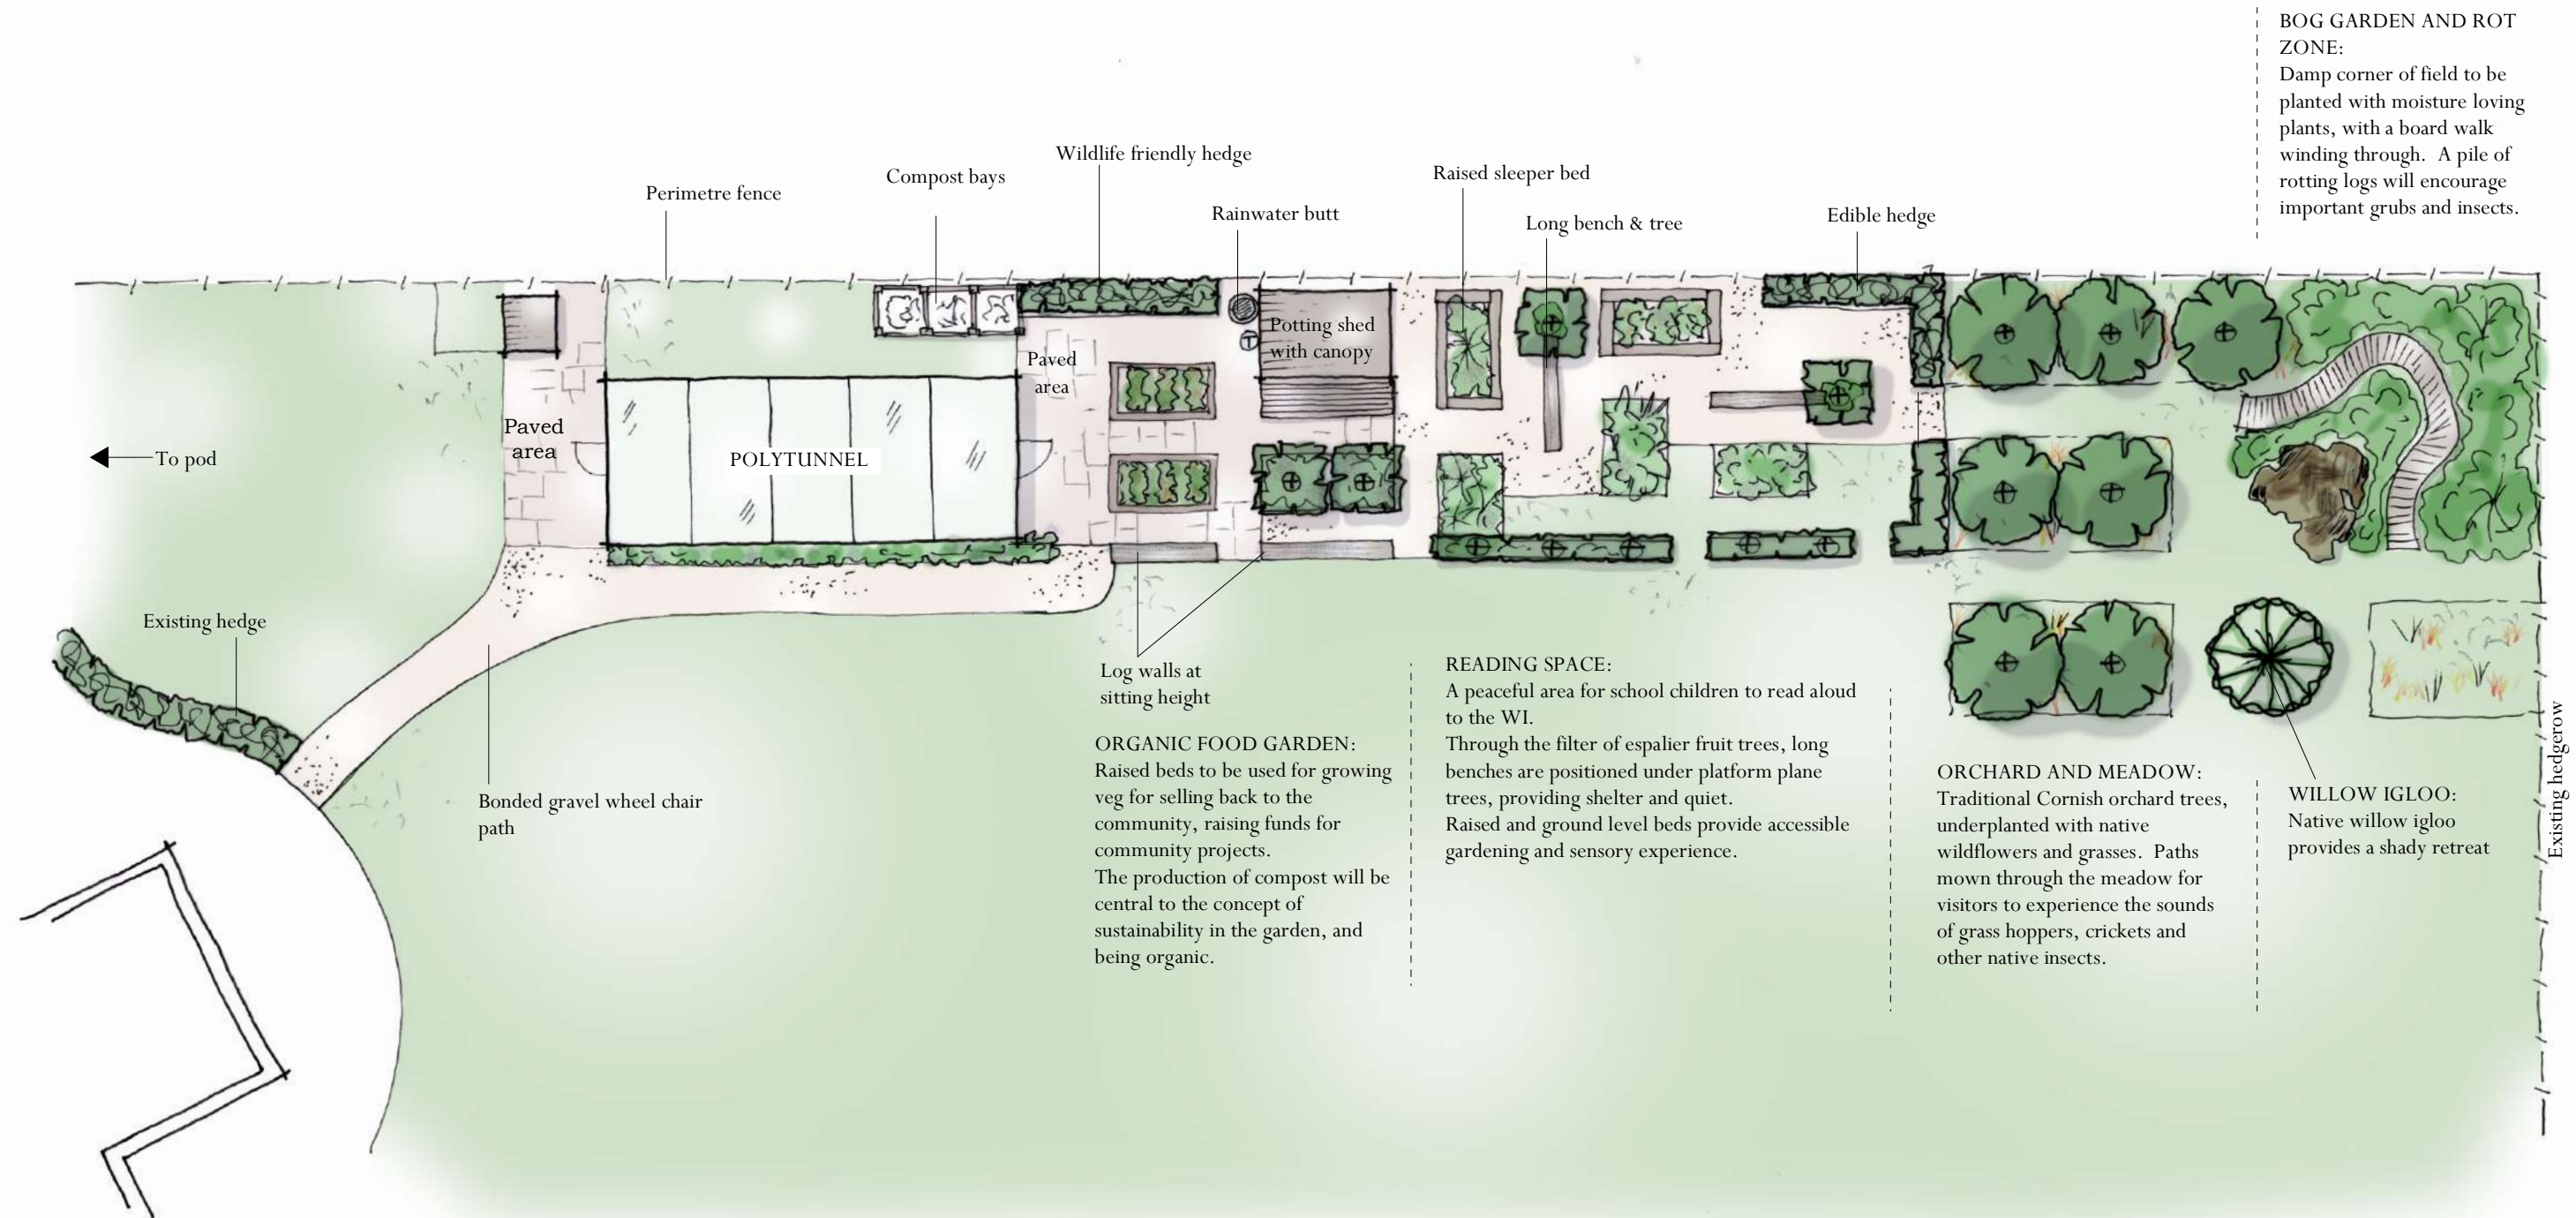 BOG GARDEN AND ROT
ZONE:
Damp corner of field to be
planted with moisture loving
plants, with a board walk
winding through.  A pile of
rotting logs will encourage
important grubs and insects.
Wildlife friendly hedge
Compost bays
Perimetre fence
Rainwater butt
Raised sleeper bed
Long bench & tree
Edible hedge
Potting shed
with canopy
Paved
area
Paved
area
To pod
POLYTUNNEL
Existing hedge
Log walls at
sitting height
Bonded gravel wheel chair
path
ORGANIC FOOD GARDEN:
Raised beds to be used for growing
veg for selling back to the
community, raising funds for
community projects.
The production of compost will be
central to the concept of
sustainability in the garden, and
being organic.
READING SPACE:
A peaceful area for school children to read aloud
to the WI.
Through the filter of espalier fruit trees, long
benches are positioned under platform plane
trees, providing shelter and quiet.
Raised and ground level beds provide accessible
gardening and sensory experience.
ORCHARD AND MEADOW:
Traditional Cornish orchard trees,
underplanted with native
wildflowers and grasses.  Paths
mown through the meadow for
visitors to experience the sounds
of grass hoppers, crickets and
other native insects.
WILLOW IGLOO:
Native willow igloo
provides a shady retreat
Existing hedgerow